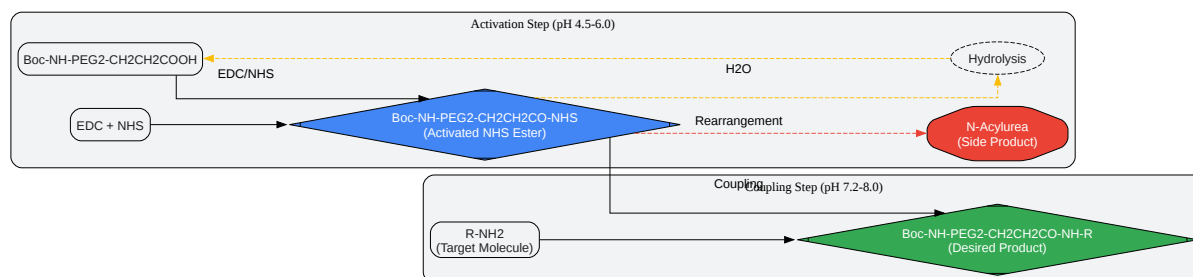 Activation Step (pH 4.5-6.0)
Boc-NH-PEG2-CH2CH2COOH
Hydrolysis
EDC/NHS
H2O
EDC + NHS
Boc-NH-PEG2-CH2CH2CO-NHS
(Activated NHS Ester)
Rearrangement
N-Acylurea
(Side Product)
Coupling
Coupling Step (pH 7.2-8.0)
R-NH2
(Target Molecule)
Boc-NH-PEG2-CH2CH2CO-NH-R
(Desired Product)